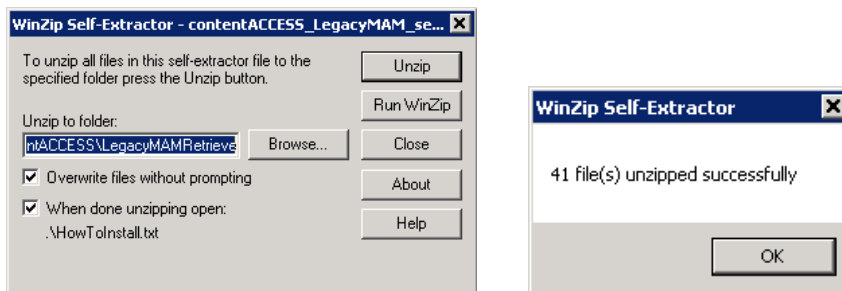 WinZip Self-Extractor - contentACCESS_LegacyMAM_se...
To unzip all files in this self-extractor file to the
specified folder press the Unzip button.
Unzip to folder:
ntACCESS\LegacyMAMRetrieve
Browse...
Overwrite files without prompting
When done unzipping open:
.\HowToInstall.txt
Unzip
Run WinZip
Close
About
Help
WinZip Self-Extractor
41 file(s) unzipped successfully
OK